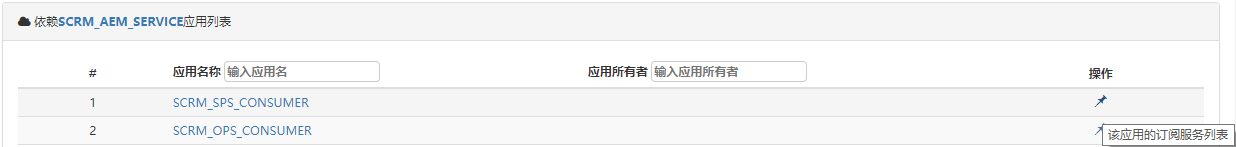 依赖SCRM_AEM_SERVICE应用列表
# 应用名称 输入应用名 应用所有者 输入应用所有者 操作
1 SCRM_SPS_CONSUMER
2 SCRM_OPS_CONSUMER
该应用的订阅服务列表